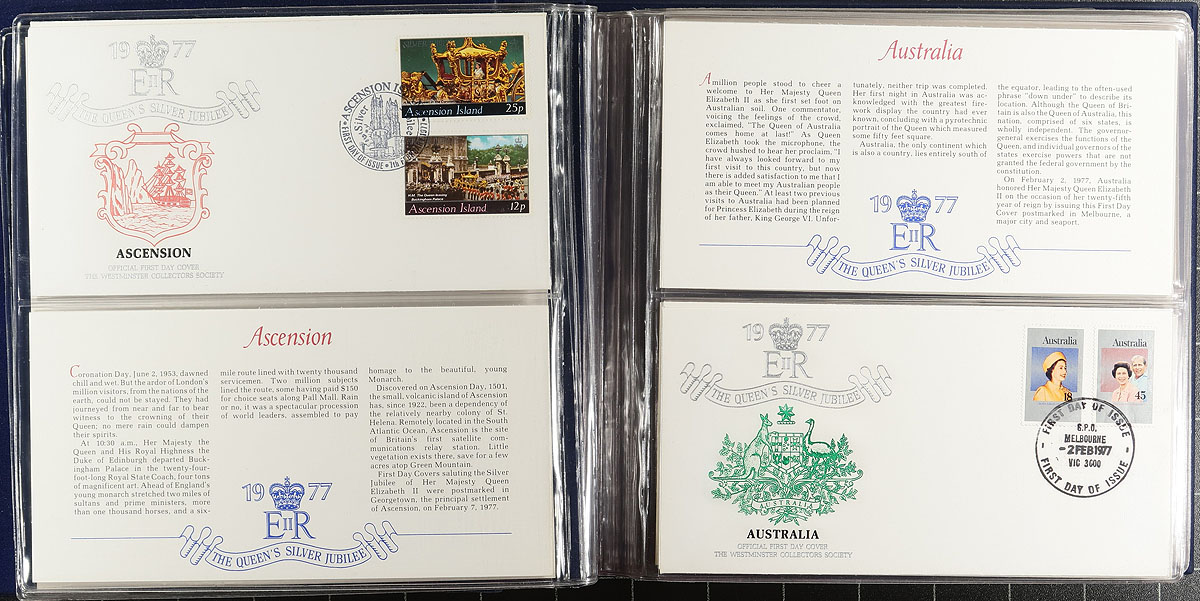 1977
EIIR
THE QUEEN'S SILVER JUBILEE
ASCENSION
OFFICIAL FIRST DAY COVER
THE WESTMINSTER COLLECTORS SOCIETY
SILVER
Ascension Island 25p
H.M. The Queen leaving
Buckingham Palace
Ascension Island 12p
ASCENSION
Silver
FIRST DAY OF ISSUE
Ascension
Coronation Day, June 2, 1953, dawned
chill and wet. But the ardor of London's
million visitors, from the nations of the
earth, could not be stayed. They had
journeyed from near and far to bear
witness to the crowning of their
Queen; no mere rain could dampen
their spirits.
At 10:30 a.m., Her Majesty the
Queen and His Royal Highness the
Duke of Edinburgh departed Buck-
ingham Palace in the twenty-four-
foot-long Royal State Coach, four tons
of magnificent art. Ahead of England's
young monarch stretched two miles of
sultans and prime ministers, more
than one thousand horses, and a six-
mile route lined with twenty thousand
servicemen. Two million subjects
lined the route, some having paid $150
for choice seats along Pall Mall. Rain
or no, it was a spectacular procession
of world leaders, assembled to pay
homage to the beautiful, young
Monarch.
Discovered on Ascension Day, 1501,
the small, volcanic island of Ascension
has, since 1922, been a dependency of
the relatively nearby colony of St.
Helena. Remotely located in the South
Atlantic Ocean, Ascension is the site
of Britain's first satellite com-
munications relay station. Little
vegetation exists there, save for a few
acres atop Green Mountain.
First Day Covers saluting the Silver
Jubilee of Her Majesty Queen
Elizabeth II were postmarked in
Georgetown, the principal settlement
of Ascension, on February 7, 1977.
1977
EIIR
THE QUEEN'S SILVER JUBILEE
Australia
A million people stood to cheer a
welcome to Her Majesty Queen
Elizabeth II as she first set foot on
Australian soil. One commentator,
voicing the feelings of the crowd,
exclaimed, "The Queen of Australia
comes home at last!" As Queen
Elizabeth took the microphone, the
crowd hushed to hear her proclaim, "I
have always looked forward to my
first visit to this country, but now
there is added satisfaction to me that I
am able to meet my Australian people
as their Queen." At least two previous
visits to Australia had been planned
for Princess Elizabeth during the reign
of her father, King George VI. Unfor-
tunately, neither trip was completed.
Her first night in Australia was ac-
knowledged with the greatest fire-
work display the country had ever
known, concluding with a pyrotechnic
portrait of the Queen which measured
some fifty feet square.
Australia, the only continent which
is also a country, lies entirely south of
the equator, leading to the often-used
phrase "down under" to describe its
location. Although the Queen of Bri-
tain is also the Queen of Australia, this
nation, comprised of six states, is
wholly independent. The governor-
general exercises the functions of the
Queen, and individual governors of the
states exercise powers that are not
granted the federal government by the
constitution.
On February 2, 1977, Australia
honored Her Majesty Queen Elizabeth
II on the occasion of her twenty-fifth
year of reign by issuing this First Day
Cover postmarked in Melbourne, a
major city and seaport.
1977
EIIR
THE QUEEN'S SILVER JUBILEE
1977
EIIR
THE QUEEN'S SILVER JUBILEE
AUSTRALIA
AUSTRALIA
OFFICIAL FIRST DAY COVER
THE WESTMINSTER COLLECTORS SOCIETY
Australia
18
Australia
45
FIRST DAY OF ISSUE
G.P.O.
MELBOURNE
-2FEB1977
VIC 3000
FIRST DAY OF ISSUE